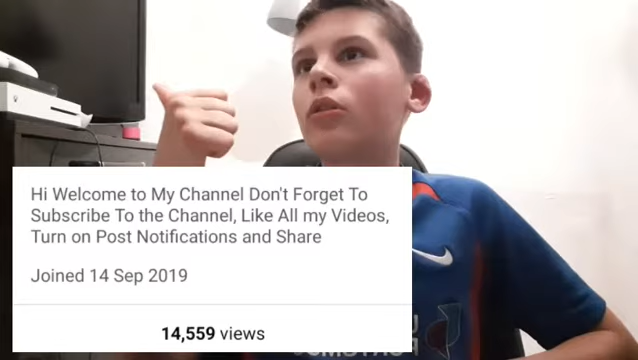 Hi Welcome to My Channel Don't Forget To
Subscribe To the Channel, Like All my Videos,
Turn on Post Notifications and Share
Joined 14 Sep 2019
14,559 views